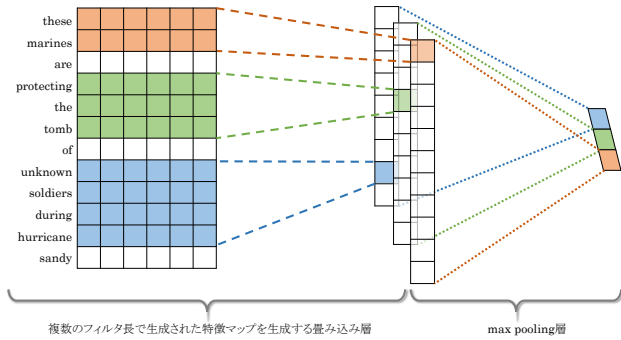 these
marines
are
protecting
the
tomb
of
unknown
soldiers
during
hurricane
sandy
複数のフィルタ長で生成された特徴マップを生成する畳み込み層
max pooling層